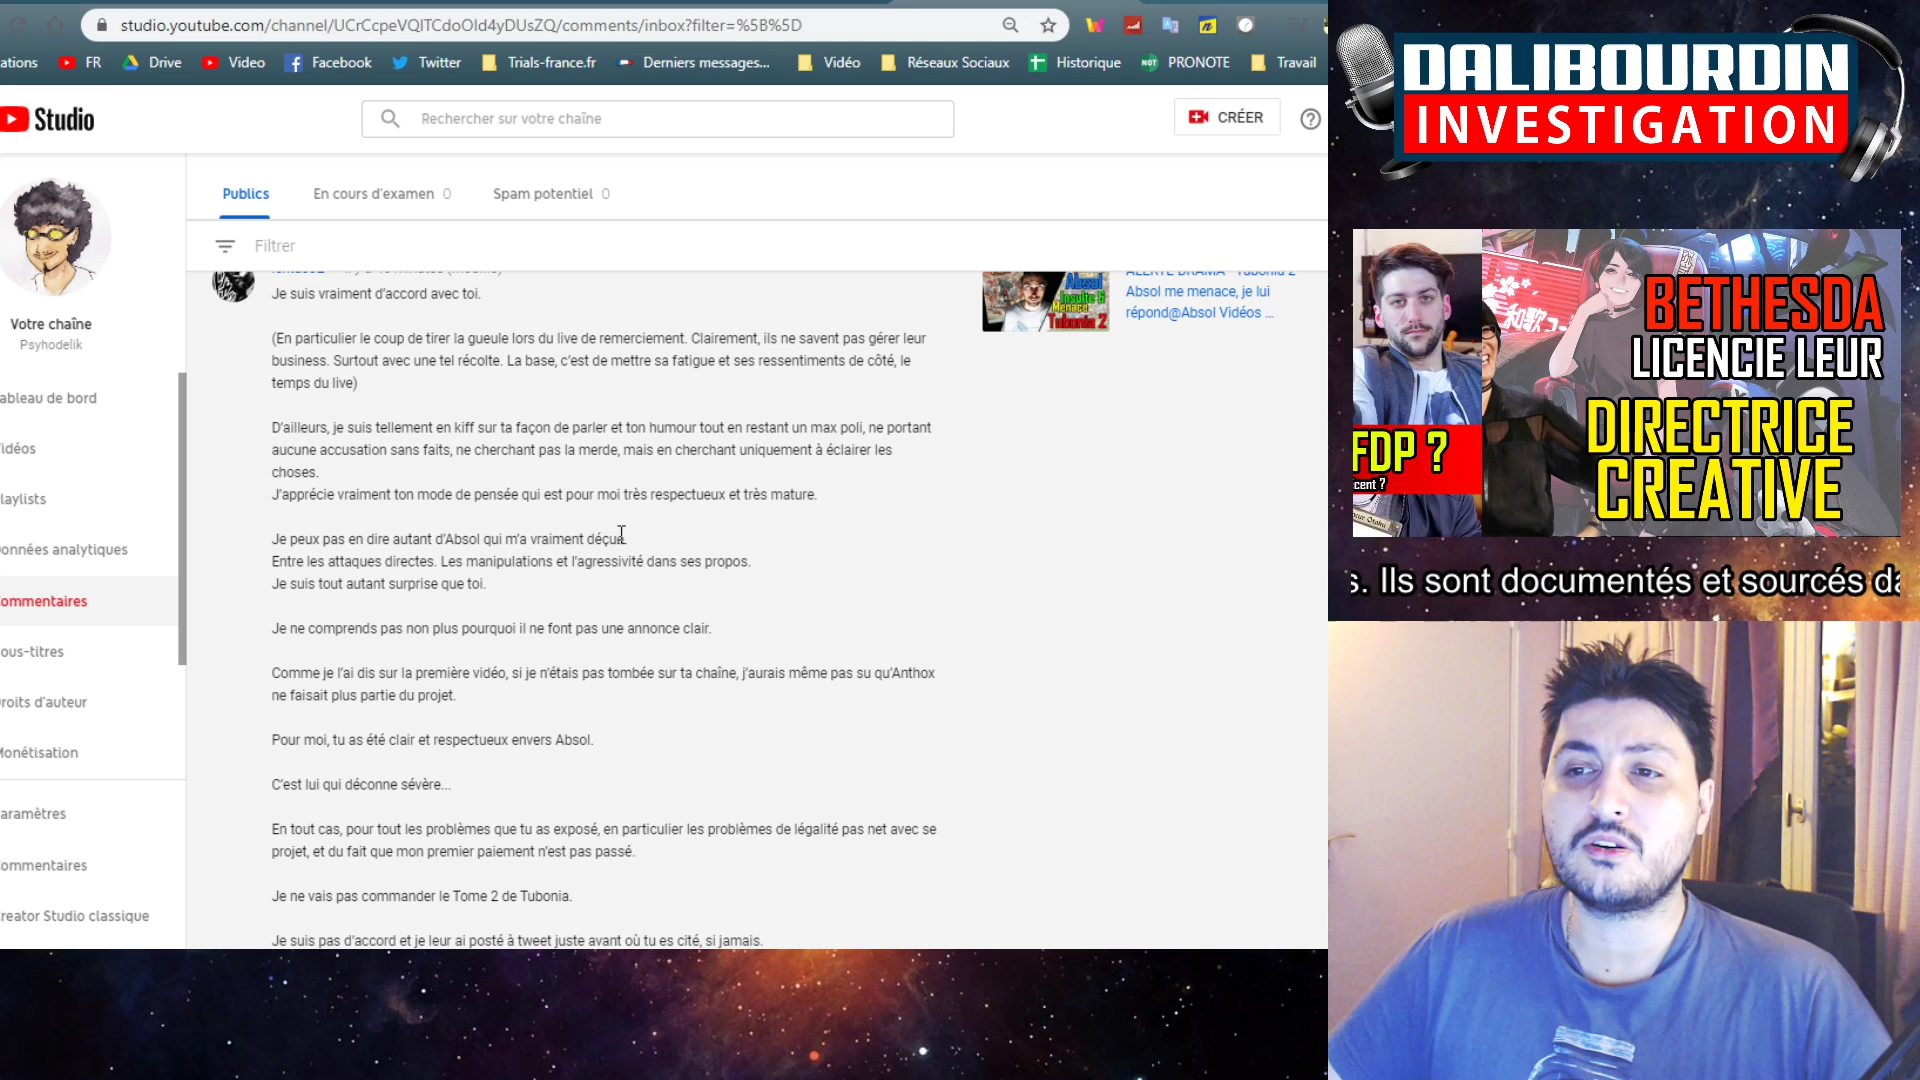 studio.youtube.com/channel/UCrCcpeVQITCdoOld4yDUsZQ/comments/inbox?filter=%5B%5D
ations
FR
Drive
Video
Facebook
Twitter
Trials-france.fr
Derniers messages...
Vidéo
Réseaux Sociaux
Historique
PRONOTE
Travail
Studio
Rechercher sur votre chaîne
CRÉER
Publics
En cours d'examen 0
Spam potentiel 0
Filtrer
Votre chaîne
Psyhodelik
ableau de bord
idéos
laylists
onnées analytiques
ommentaires
ous-titres
roits d'auteur
onétisation
aramètres
ommentaires
reator Studio classique
Je suis vraiment d'accord avec toi.
(En particulier le coup de tirer la gueule lors du live de remerciement. Clairement, ils ne savent pas gérer leur
business. Surtout avec une tel récolte. La base, c'est de mettre sa fatigue et ses ressentiments de côté, le
temps du live)
D'ailleurs, je suis tellement en kiff sur ta façon de parler et ton humour tout en restant un max poli, ne portant
aucune accusation sans faits, ne cherchant pas la merde, mais en cherchant uniquement à éclairer les
choses.
J'apprécie vraiment ton mode de pensée qui est pour moi très respectueux et très mature.
Je peux pas en dire autant d'Absol qui m'a vraiment déçue.
Entre les attaques directes. Les manipulations et l'agressivité dans ses propos.
Je suis tout autant surprise que toi.
Je ne comprends pas non plus pourquoi il ne font pas une annonce clair.
Comme je l'ai dis sur la première vidéo, si je n'étais pas tombée sur ta chaîne, j'aurais même pas su qu'Anthox
ne faisait plus partie du projet.
Pour moi, tu as été clair et respectueux envers Absol.
C'est lui qui déconne sévère...
En tout cas, pour tout les problèmes que tu as exposé, en particulier les problèmes de légalité pas net avec se
projet, et du fait que mon premier paiement n'est pas passé.
Je ne vais pas commander le Tome 2 de Tubonia.
Je suis pas d'accord et je leur ai posté à tweet juste avant où tu es cité, si jamais.
Absol
Insulte &
Menace
Tubonia 2
ALERTE DRAMA - Tubonia 2
Absol me menace, je lui
répond@Absol Vidéos ...
DALIBOURDIN
INVESTIGATION
FDP ?
cent ?
BETHESDA
LICENCIE LEUR
DIRECTRICE
CREATIVE
s. Ils sont documentés et sourcés da